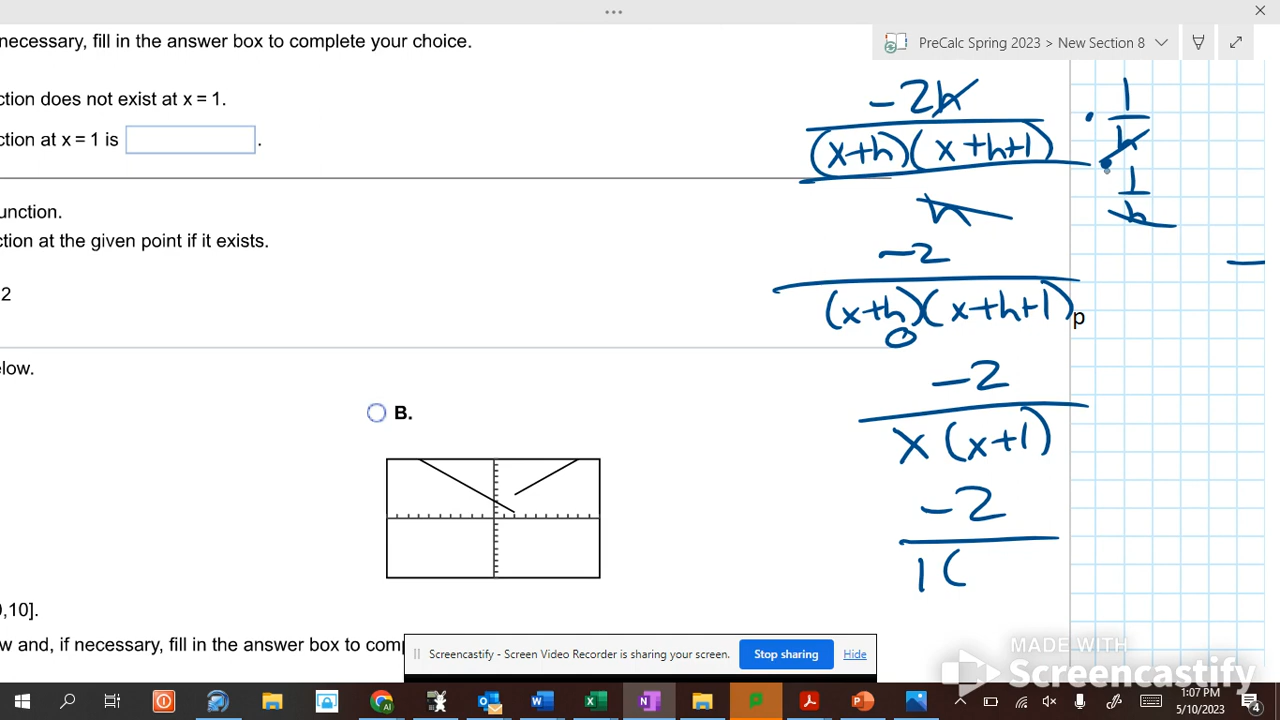 necessary, fill in the answer box to complete your choice.
PreCalc Spring 2023 > New Section 8
ction does not exist at x = 1.
ction at x = 1 is .
unction.
ction at the given point if it exists.
2
elow.
B.
,10].
w and, if necessary, fill in the answer box to comp
-2h
(x+h)(x+h+1)
h
· 1
h
· 1
h
-2
(x+h)(x+h+1)
0
p
-2
x(x+1)
-2
1(
Screencastify - Screen Video Recorder is sharing your screen.
Stop sharing
Hide
MADE WITH
Screencastify
1:07 PM
5/10/2023
4